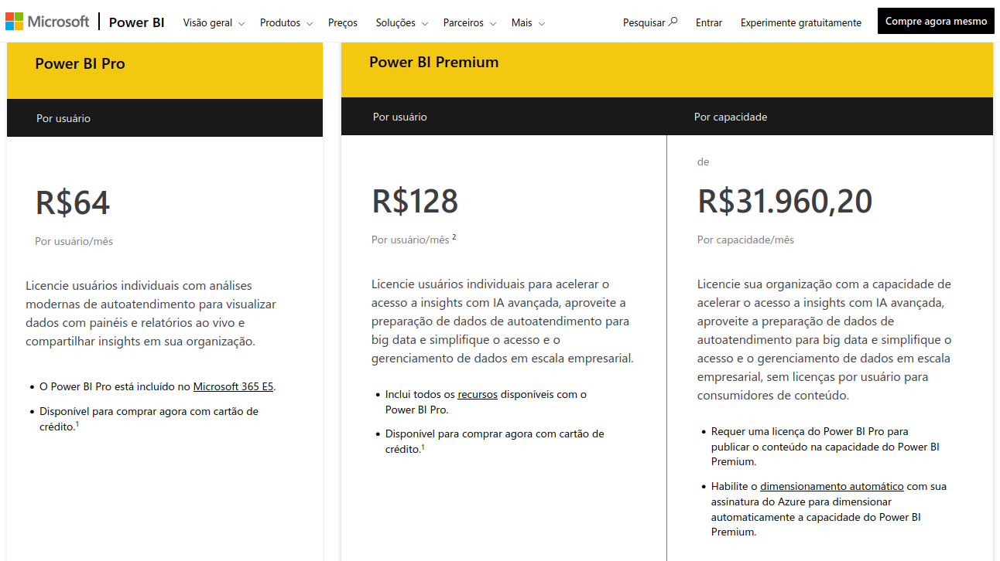 Microsoft Power BI Visão geral Produtos Preços Soluções Parceiros Mais Pesquisar Entrar Experimente gratuitamente Compre agora mesmo
Power BI Pro
Por usuário
R$64
Por usuário/mês
Licencie usuários individuais com análises
modernas de autoatendimento para visualizar
dados com painéis e relatórios ao vivo e
compartilhar insights em sua organização.
• O Power BI Pro está incluído no Microsoft 365 E5.
• Disponível para comprar agora com cartão de
crédito.¹
Power BI Premium
Por usuário
R$128
Por usuário/mês ²
Licencie usuários individuais para acelerar o
acesso a insights com IA avançada, aproveite a
preparação de dados de autoatendimento para
big data e simplifique o acesso e o
gerenciamento de dados em escala empresarial.
• Inclui todos os recursos disponíveis com o
Power BI Pro.
• Disponível para comprar agora com cartão de
crédito.¹
Por capacidade
de
R$31.960,20
Por capacidade/mês
Licencie sua organização com a capacidade de
acelerar o acesso a insights com IA avançada,
aproveite a preparação de dados de
autoatendimento para big data e simplifique o
acesso e o gerenciamento de dados em escala
empresarial, sem licenças por usuário para
consumidores de conteúdo.
• Requer uma licença do Power BI Pro para
publicar o conteúdo na capacidade do Power BI
Premium.
• Habilite o dimensionamento automático com sua
assinatura do Azure para dimensionar
automaticamente a capacidade do Power BI
Premium.